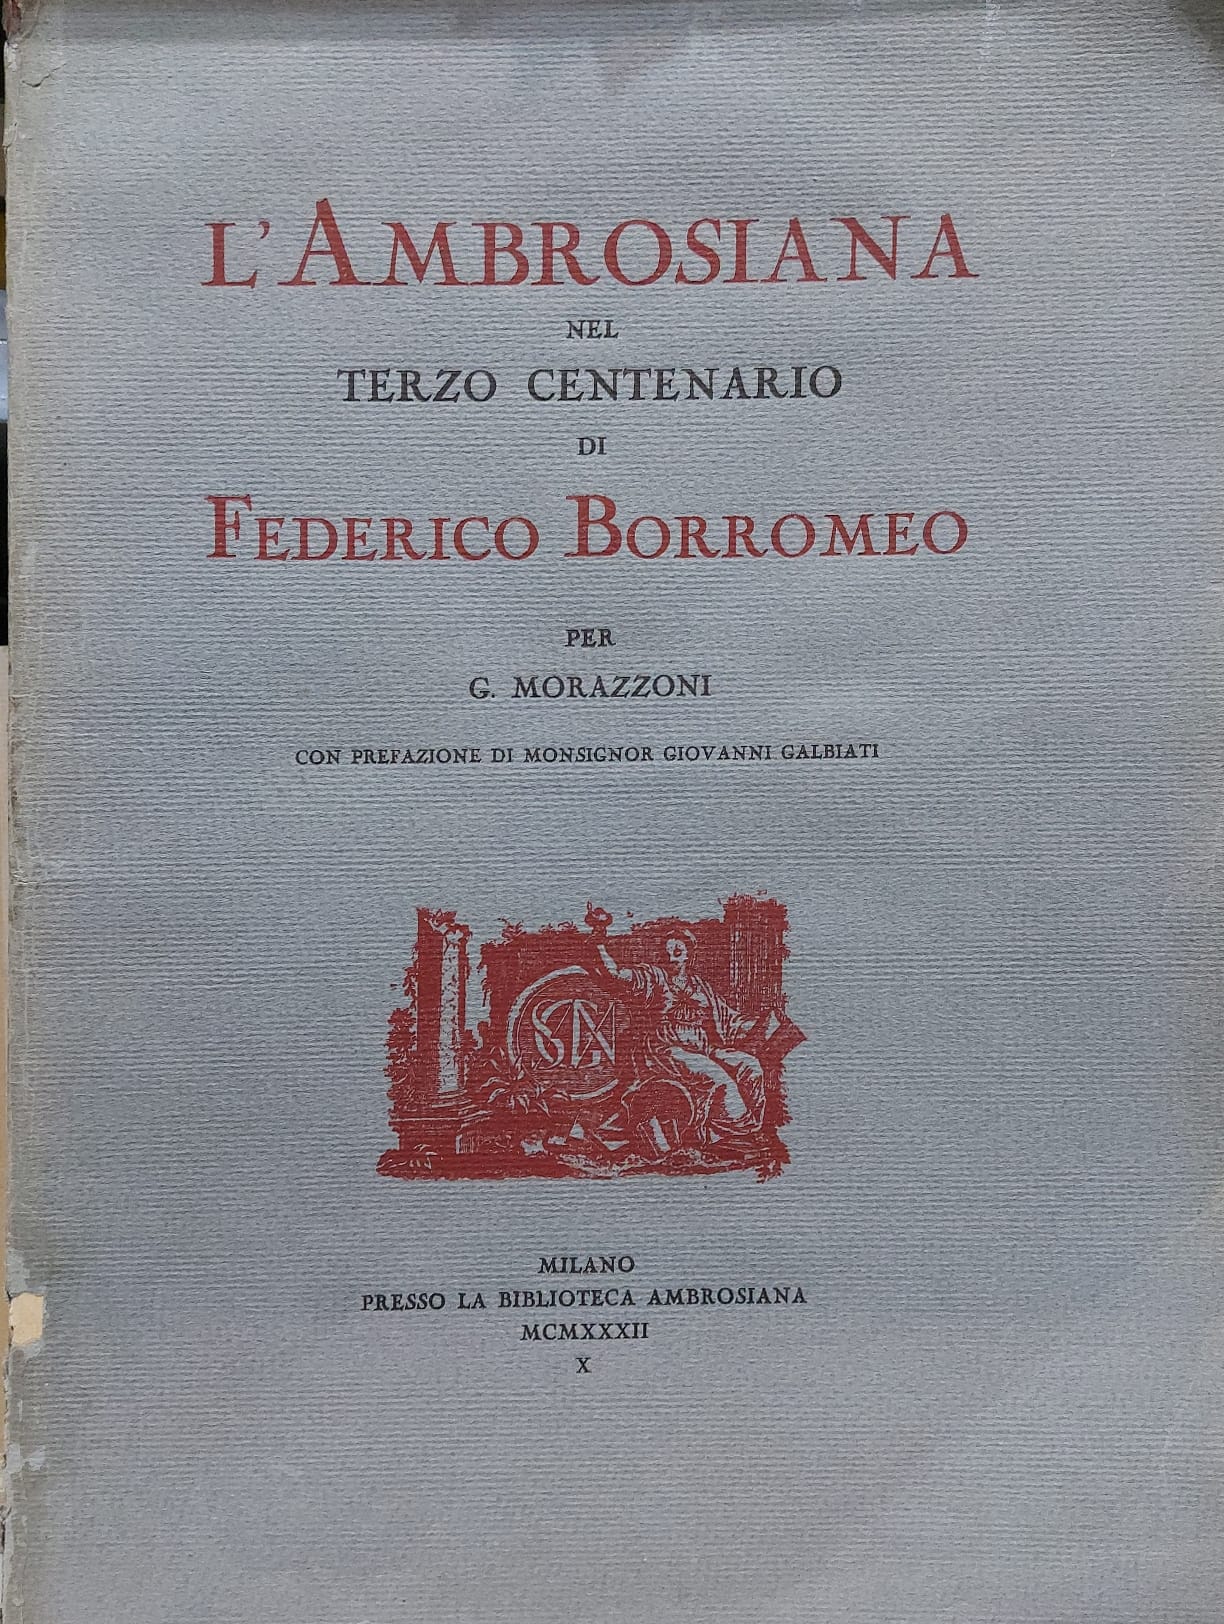 L'AMBROSIANA
NEL
TERZO CENTENARIO
DI
FEDERICO BORROMEO
PER
G. MORAZZONI
CON PREFAZIONE DI MONSIGNOR GIOVANNI GALBIATI
MILANO
PRESSO LA BIBLIOTECA AMBROSIANA
MCMXXXII
X